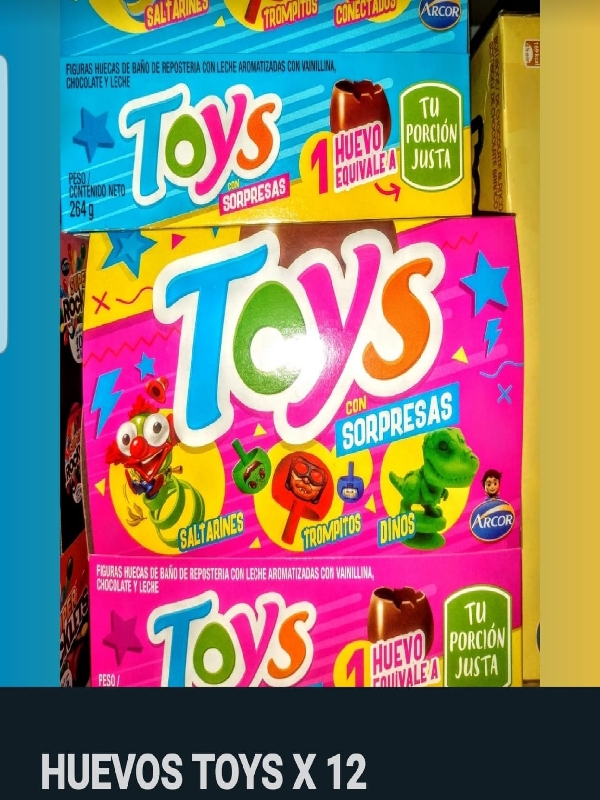 SALTARINES
TROMPITOS
CONECTADOS
ARCOR
FIGURAS HUECAS DE BAÑO DE REPOSTERIA CON LECHE AROMATIZADAS CON VAINILLINA,
CHOCOLATE Y LECHE
TOYS
CON
SORPRESAS
1 HUEVO
EQUIVALE A
TU
PORCIÓN
JUSTA
PESO /
CONTENIDO NETO
264 g
TOYS
CON
SORPRESAS
SALTARINES
TROMPITOS
DINOS
ARCOR
FIGURAS HUECAS DE BAÑO DE REPOSTERIA CON LECHE AROMATIZADAS CON VAINILLINA,
CHOCOLATE Y LECHE
TOYS
1 HUEVO
EQUIVALE A
TU
PORCIÓN
JUSTA
PESO /
HUEVOS TOYS X 12